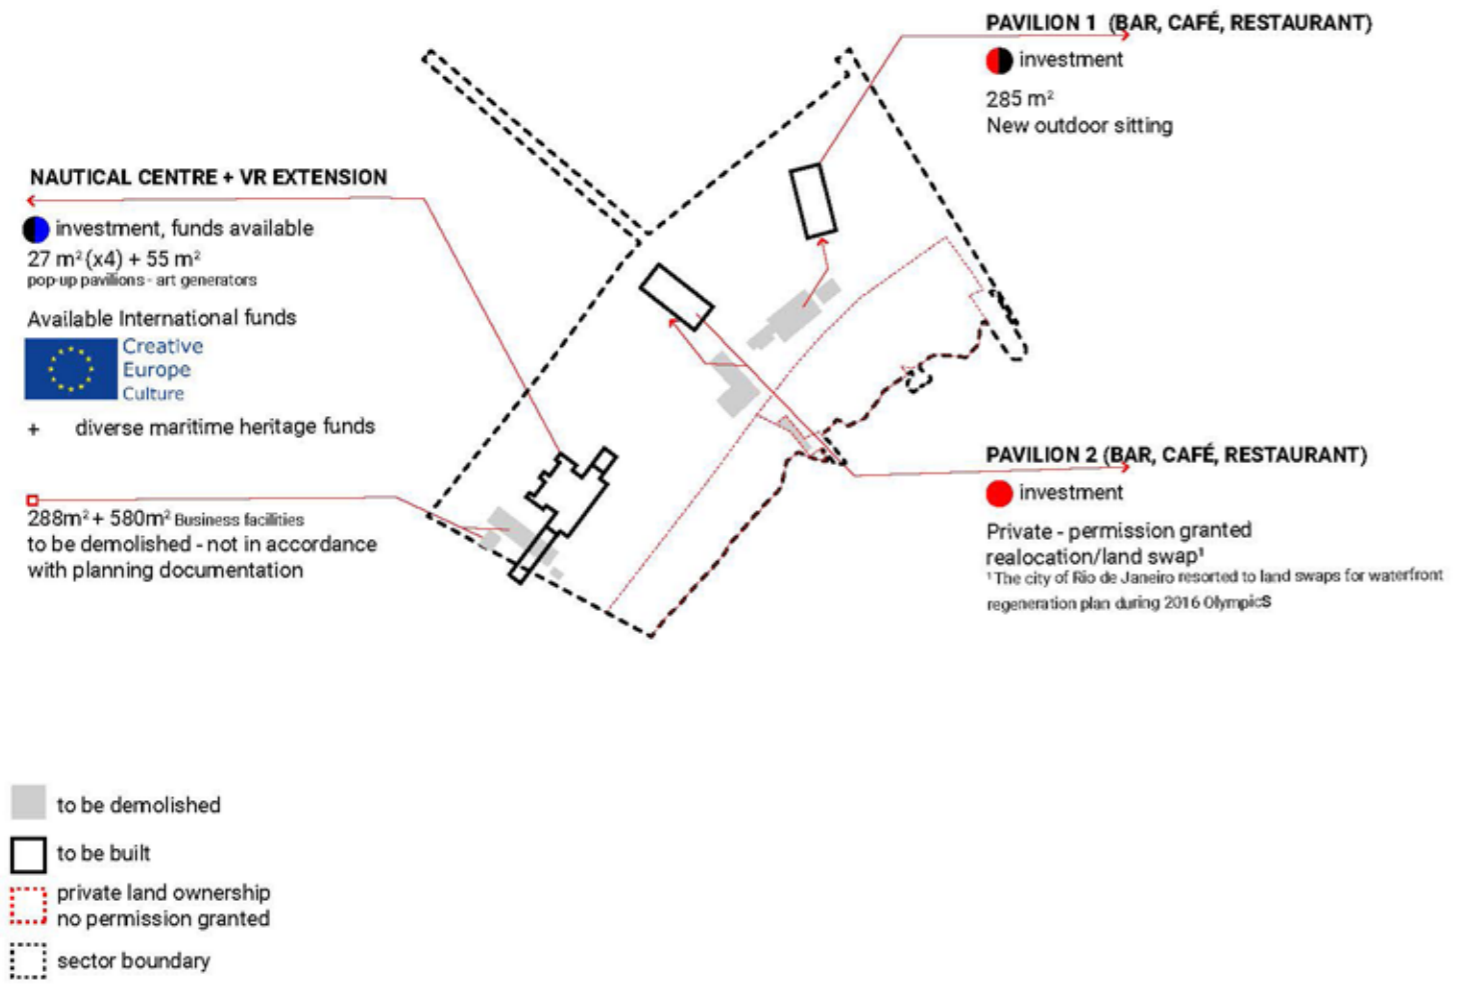 PAVILION 1 (BAR, CAFÉ, RESTAURANT)
investment
285 m²
New outdoor sitting
NAUTICAL CENTRE + VR EXTENSION
investment, funds available
27 m² (x4) + 55 m²
pop-up pavilions - art generators
Available International funds
Creative
Europe
Culture
+ diverse maritime heritage funds
288m² + 580m² Business facilities
to be demolished - not in accordance
with planning documentation
PAVILION 2 (BAR, CAFÉ, RESTAURANT)
investment
Private - permission granted
realocation/land swap¹
¹ The city of Rio de Janeiro resorted to land swaps for waterfront
regeneration plan during 2016 Olympics
to be demolished
to be built
private land ownership
no permission granted
sector boundary